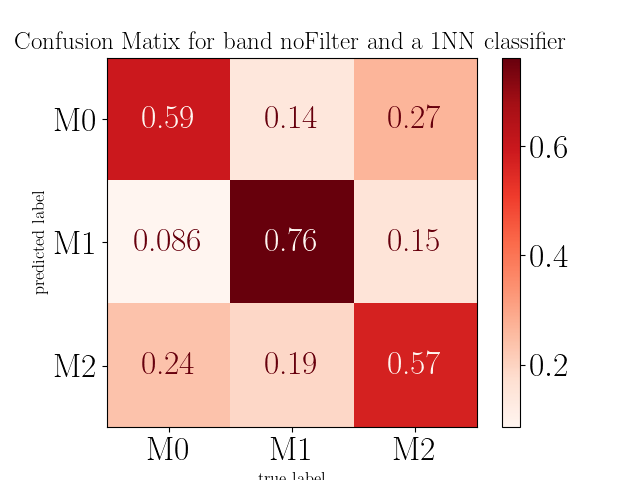 Confusion Matix for band noFilter and a 1NN classifier
M0 0.59 0.14 0.27
M1 0.086 0.76 0.15
M2 0.24 0.19 0.57
M0 M1 M2
predicted label
true label
0.6
0.4
0.2